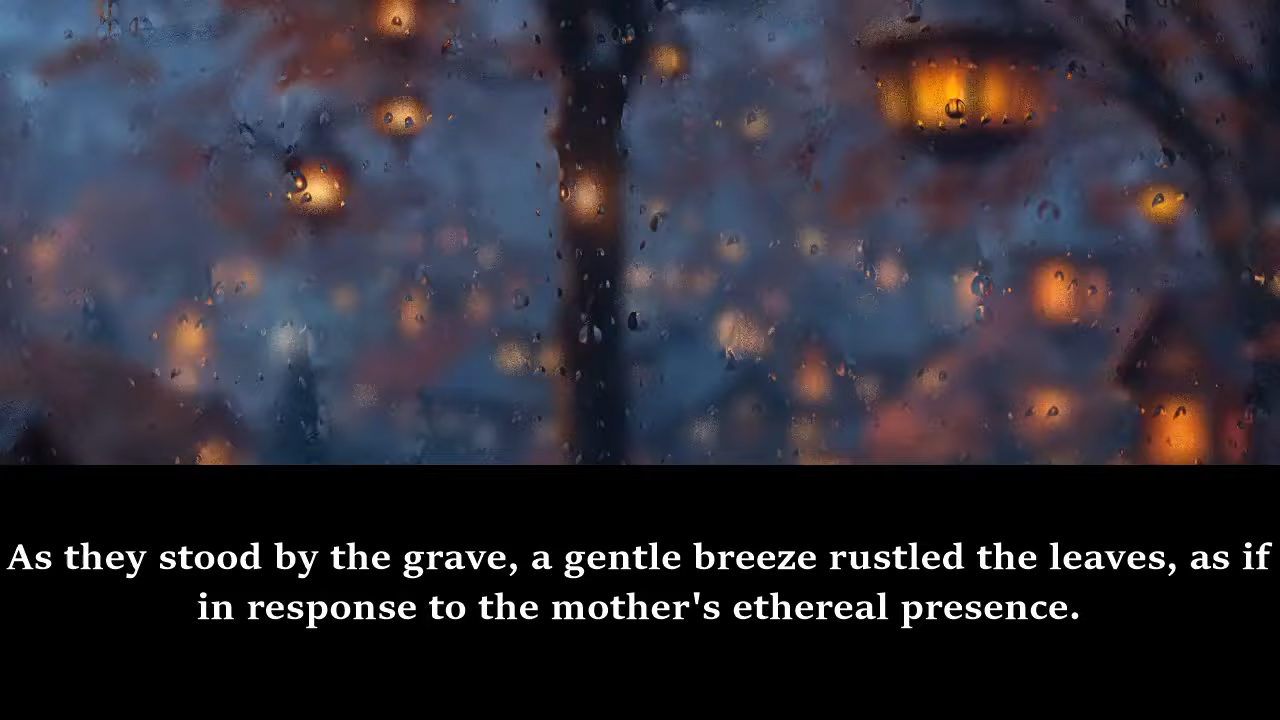 As they stood by the grave, a gentle breeze rustled the leaves, as if
in response to the mother's ethereal presence.